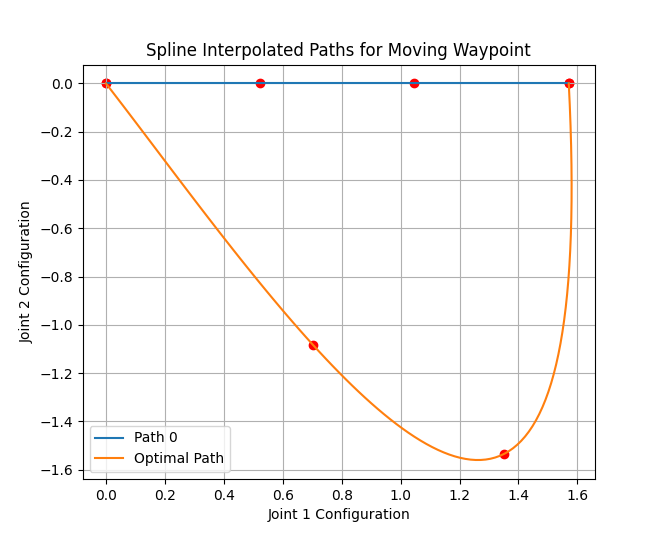 Spline Interpolated Paths for Moving Waypoint
0.0
−0.2
−0.4
−0.6
−0.8
−1.0
−1.2
−1.4
−1.6
Joint 2 Configuration
Path 0
Optimal Path
0.0 0.2 0.4 0.6 0.8 1.0 1.2 1.4 1.6
Joint 1 Configuration